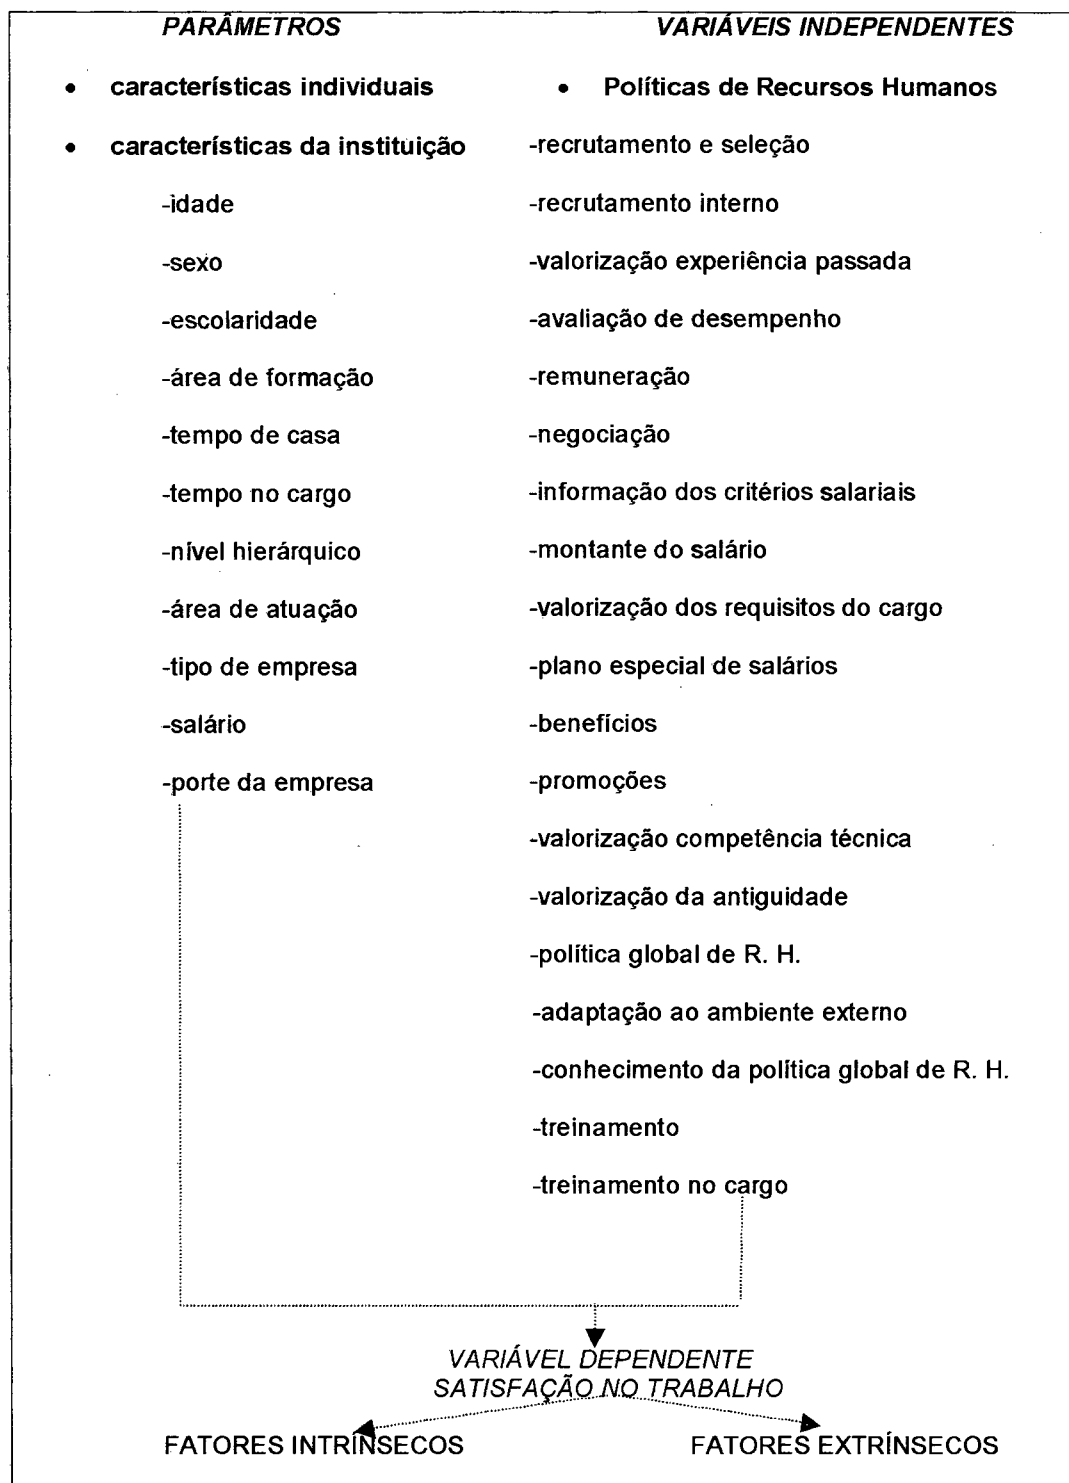 PARÂMETROS
• características individuais
• características da instituição
-idade
-sexo
-escolaridade
-área de formação
-tempo de casa
-tempo no cargo
-nível hierárquico
-área de atuação
-tipo de empresa
-salário
-porte da empresa
VARIÁVEIS INDEPENDENTES
• Políticas de Recursos Humanos
-recrutamento e seleção
-recrutamento interno
-valorização experiência passada
-avaliação de desempenho
-remuneração
-negociação
-informação dos critérios salariais
-montante do salário
-valorização dos requisitos do cargo
-plano especial de salários
-benefícios
-promoções
-valorização competência técnica
-valorização da antiguidade
-política global de R. H.
-adaptação ao ambiente externo
-conhecimento da política global de R. H.
-treinamento
-treinamento no cargo
VARIÁVEL DEPENDENTE
SATISFAÇÃO NO TRABALHO
FATORES INTRÍNSECOS
FATORES EXTRÍNSECOS